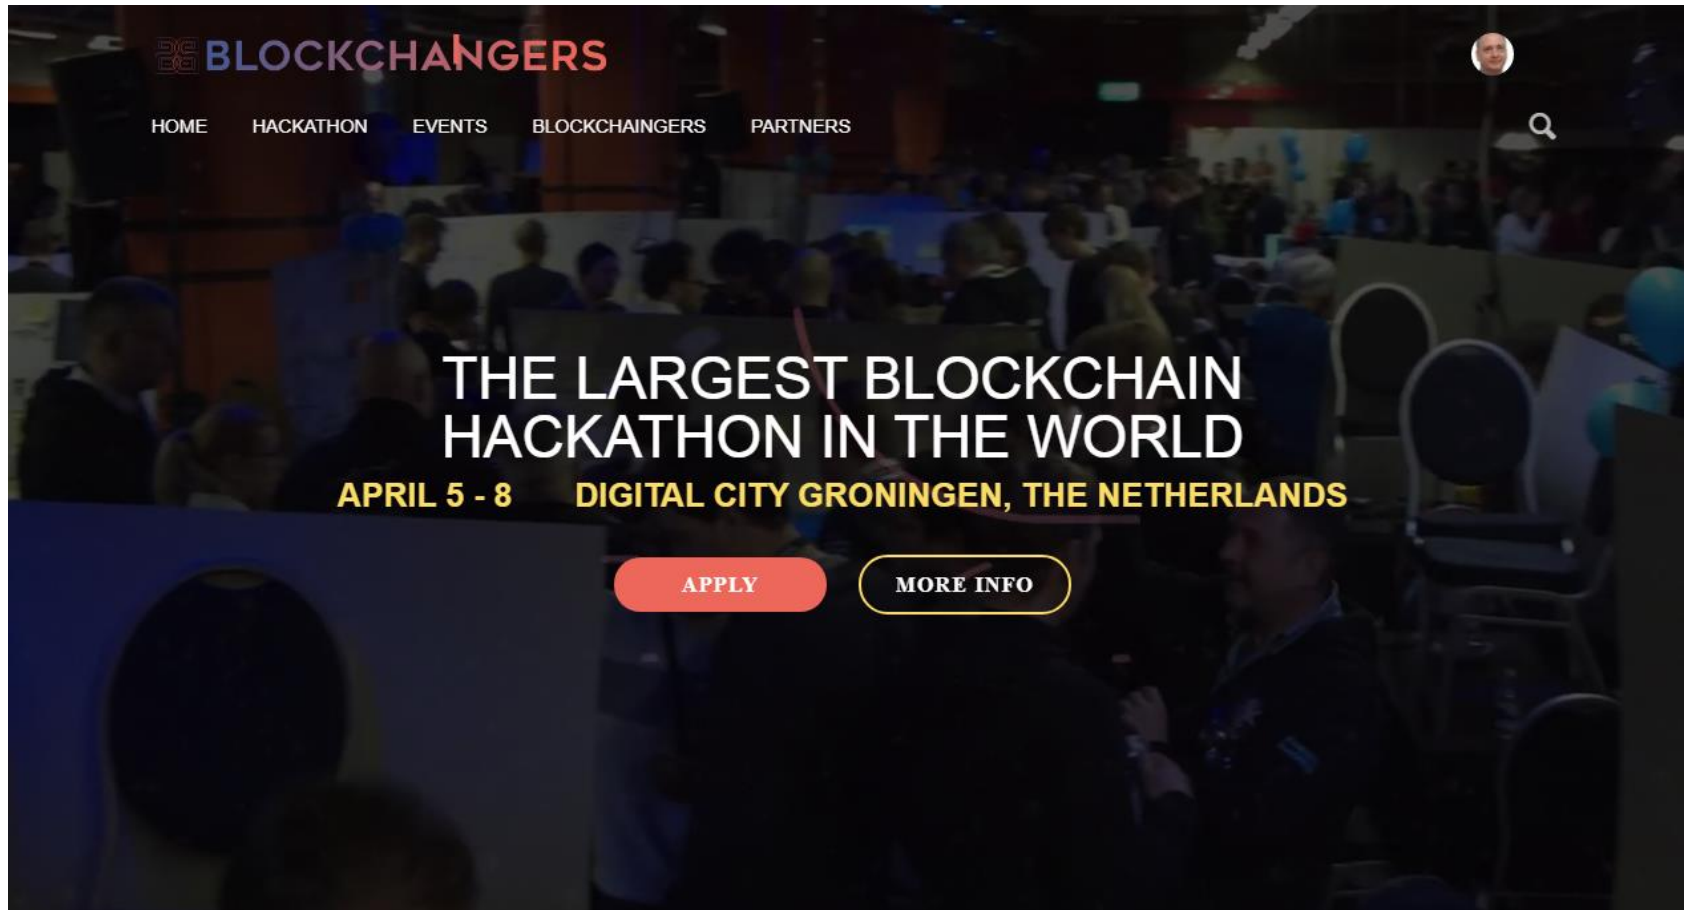 BLOCKCHAINGERS
HOME HACKATHON EVENTS BLOCKCHAINGERS PARTNERS
THE LARGEST BLOCKCHAIN
HACKATHON IN THE WORLD
APRIL 5 - 8 DIGITAL CITY GRONINGEN, THE NETHERLANDS
APPLY MORE INFO